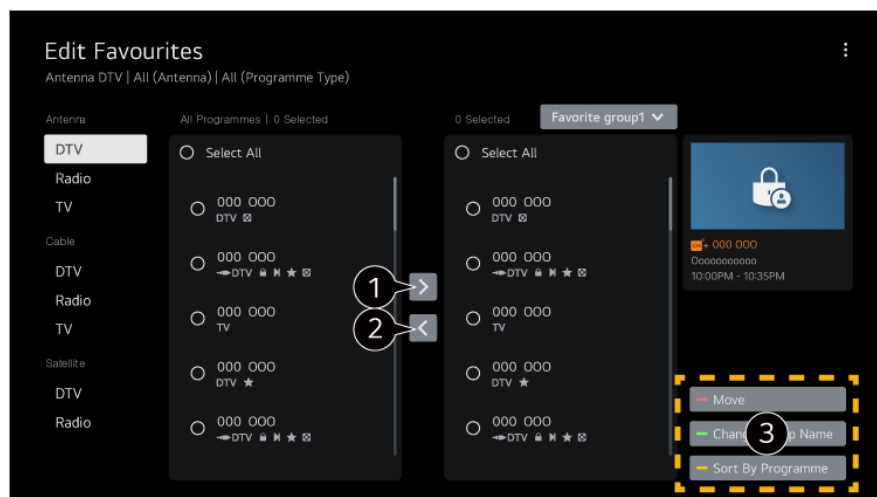 Edit Favourites
Antenna DTV | All (Antenna) | All (Programme Type)
Antenna
DTV
Radio
TV
Cable
DTV
Radio
TV
Satellite
DTV
Radio
All Programmes | 0 Selected
Select All
000 000
DTV
000 000
DTV
000 000
TV
000 000
DTV
000 000
DTV
1
2
0 Selected
Favorite group1
Select All
000 000
DTV
000 000
DTV
000 000
TV
000 000
DTV
000 000
DTV
CH+ 000 000
Oooooooooo
10:00PM - 10:35PM
Move
3
Name
Sort By Programme